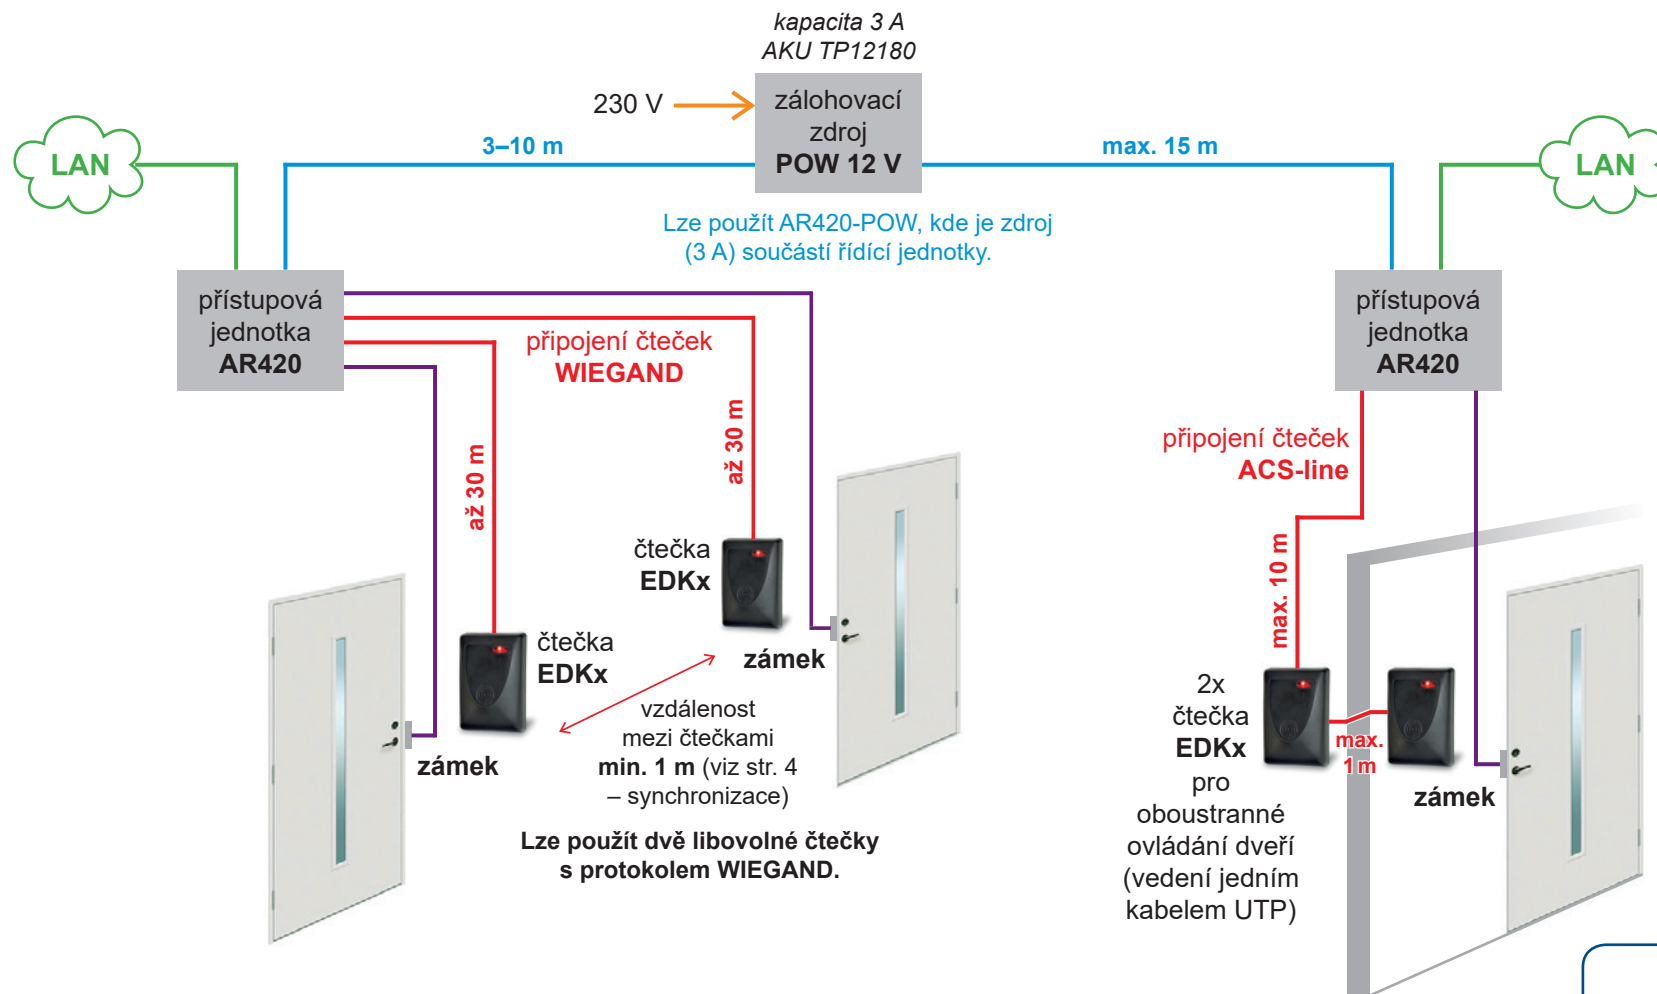 kapacita 3 A
AKU TP12180
230 V
zálohovací
zdroj
POW 12 V
LAN
3–10 m
max. 15 m
LAN
Lze použít AR420-POW, kde je zdroj
(3 A) součástí řídící jednotky.
přístupová
jednotka
AR420
připojení čteček
WIEGAND
až 30 m
až 30 m
čtečka
EDKx
zámek
čtečka
EDKx
zámek
vzdálenost
mezi čtečkami
min. 1 m (viz str. 4
– synchronizace)
Lze použít dvě libovolné čtečky
s protokolem WIEGAND.
přístupová
jednotka
AR420
připojení čteček
ACS-line
max. 10 m
2x
čtečka
EDKx
pro
oboustranné
ovládání dveří
(vedení jedním
kabelem UTP)
max.
1 m
zámek